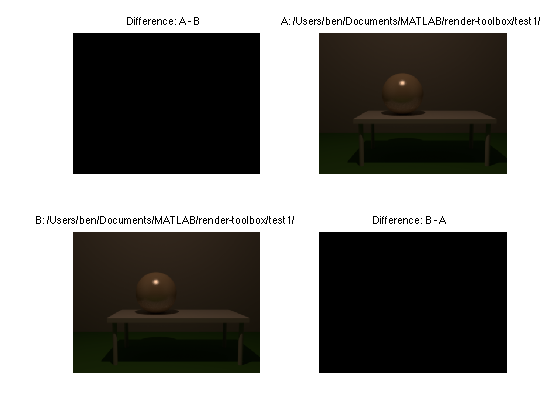 Difference: A - B
A: /Users/ben/Documents/MATLAB/render-toolbox/test1/
B: /Users/ben/Documents/MATLAB/render-toolbox/test1/
Difference: B - A